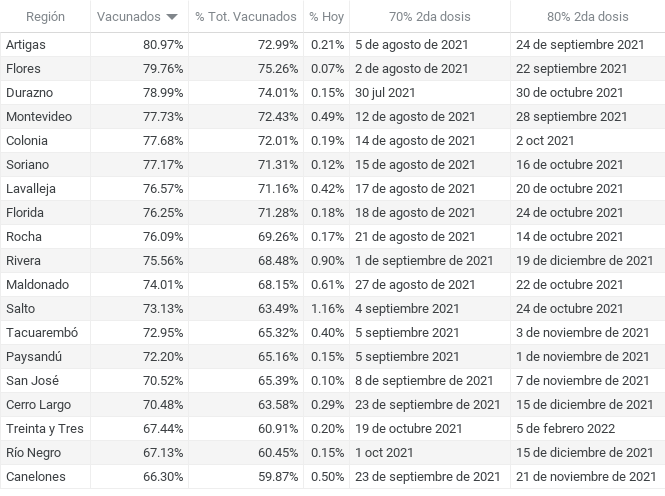 Región Vacunados % Tot. Vacunados % Hoy 70% 2da dosis 80% 2da dosis
Artigas 80.97% 72.99% 0.21% 5 de agosto de 2021 24 de septiembre 2021
Flores 79.76% 75.26% 0.07% 2 de agosto de 2021 22 septiembre 2021
Durazno 78.99% 74.01% 0.15% 30 jul 2021 30 de octubre 2021
Montevideo 77.73% 72.43% 0.49% 12 de agosto de 2021 28 septiembre 2021
Colonia 77.68% 72.01% 0.19% 14 de agosto de 2021 2 oct 2021
Soriano 77.17% 71.31% 0.12% 15 de agosto de 2021 16 de octubre 2021
Lavalleja 76.57% 71.16% 0.42% 17 de agosto de 2021 20 de octubre 2021
Florida 76.25% 71.28% 0.18% 18 de agosto de 2021 24 de octubre 2021
Rocha 76.09% 69.26% 0.17% 21 de agosto de 2021 14 de octubre 2021
Rivera 75.56% 68.48% 0.90% 1 de septiembre de 2021 19 de diciembre de 2021
Maldonado 74.01% 68.15% 0.61% 27 de agosto de 2021 22 de octubre 2021
Salto 73.13% 63.49% 1.16% 4 septiembre 2021 24 de octubre 2021
Tacuarembó 72.95% 65.32% 0.40% 5 septiembre 2021 3 de noviembre de 2021
Paysandú 72.20% 65.16% 0.15% 5 septiembre 2021 1 de noviembre de 2021
San José 70.52% 65.39% 0.10% 8 de septiembre de 2021 7 de noviembre de 2021
Cerro Largo 70.48% 63.58% 0.29% 23 de septiembre de 2021 15 de diciembre de 2021
Treinta y Tres 67.44% 60.91% 0.20% 19 de octubre de 2021 5 de febrero 2022
Río Negro 67.13% 60.45% 0.15% 1 oct 2021 15 de diciembre de 2021
Canelones 66.30% 59.87% 0.50% 23 de septiembre de 2021 21 de noviembre de 2021